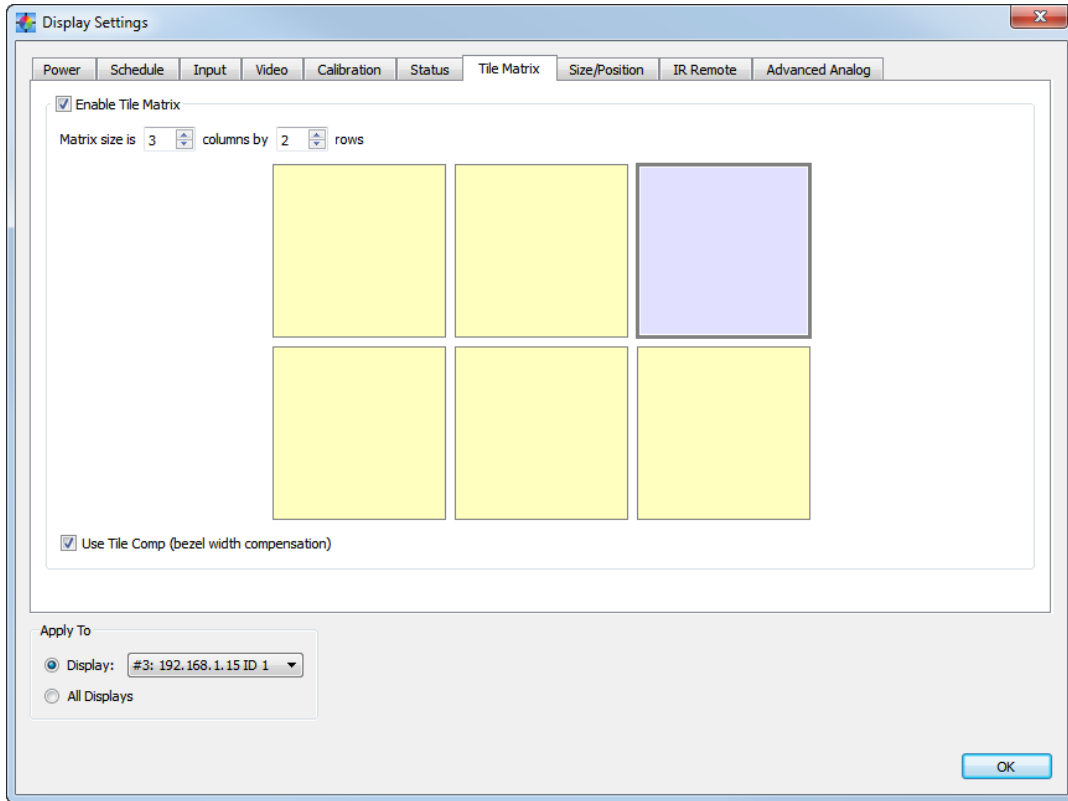 Display Settings
Power Schedule Input Video Calibration Status Tile Matrix Size/Position IR Remote Advanced Analog
Enable Tile Matrix
Matrix size is 3 columns by 2 rows
Use Tile Comp (bezel width compensation)
Apply To
Display: #3: 192.168.1.15 ID 1
All Displays
OK